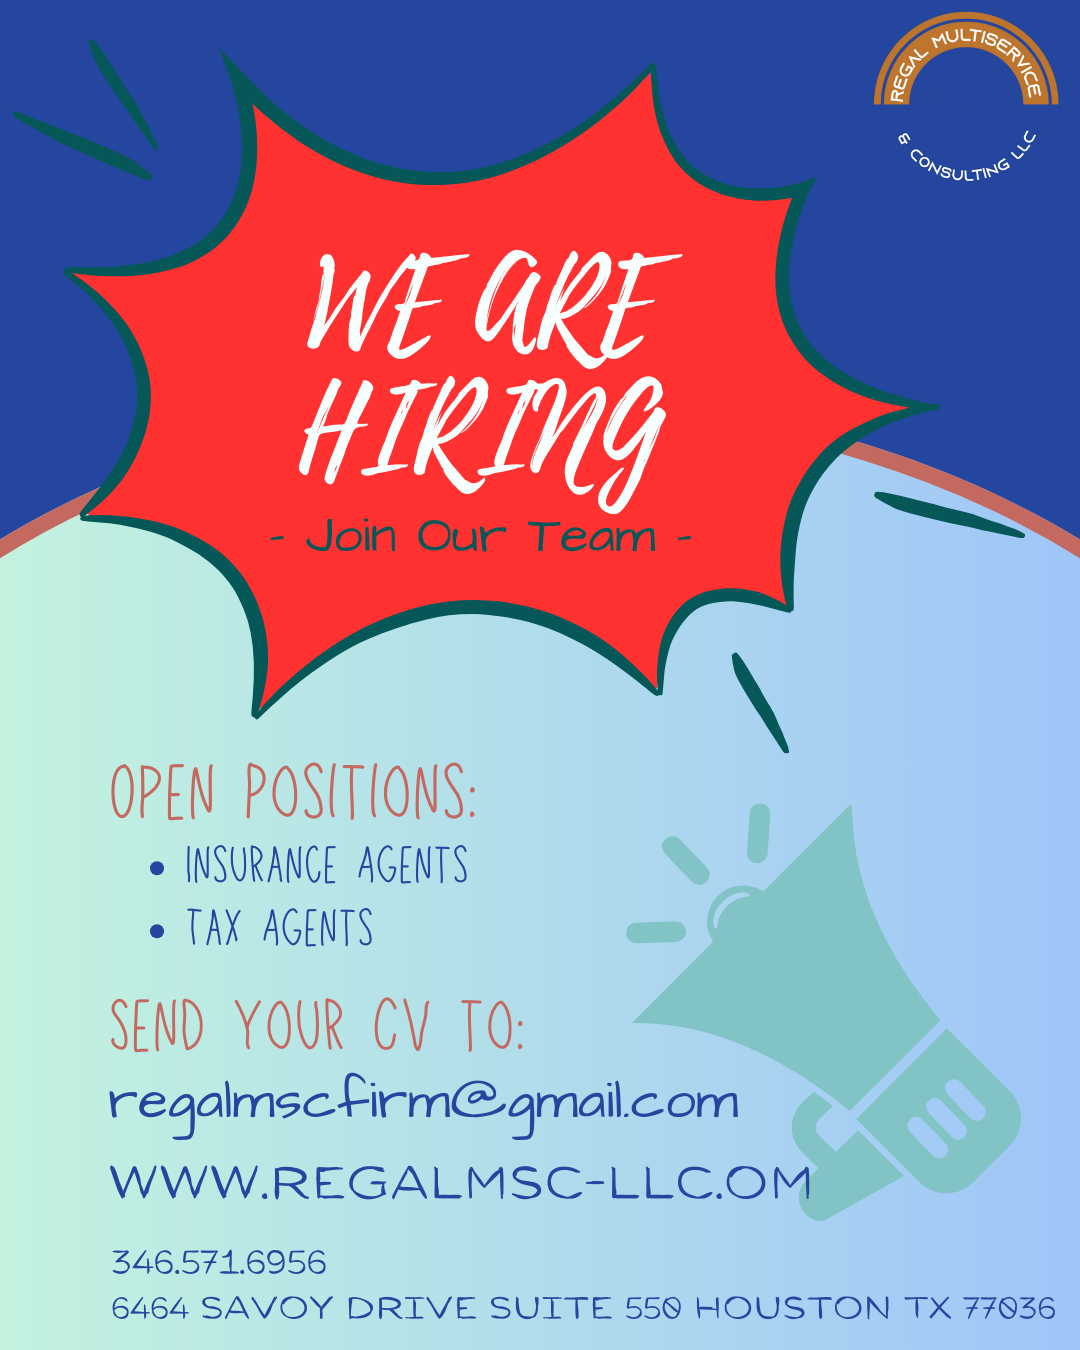 REGAL MULTISERVICE
& CONSULTING LLC
WE ARE
HIRING
- Join Our Team -
OPEN POSITIONS:
• INSURANCE AGENTS
• TAX AGENTS
SEND YOUR CV TO:
regalmscfirm@gmail.com
WWW.REGALMSC-LLC.OM
346.571.6956
6464 SAVOY DRIVE SUITE 550 HOUSTON TX 77036